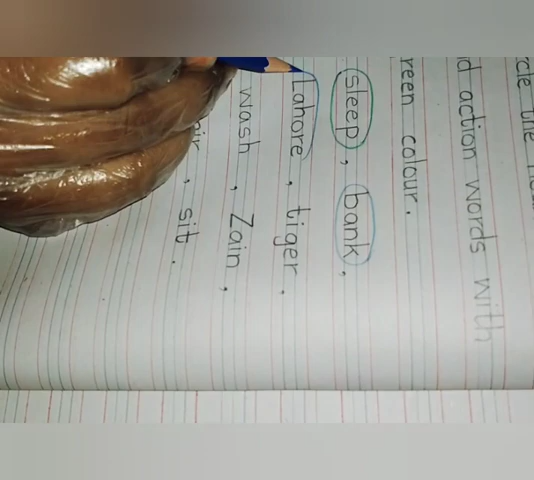 action words with
colour.
sleep, bank,
Lahore, tiger,
wash, Zain,
sit.